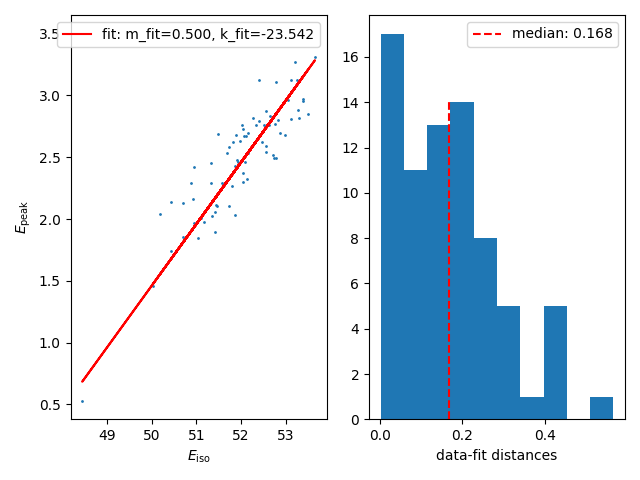 fit: m_fit=0.500, k_fit=-23.542
3.5
3.0
2.5
2.0
1.5
1.0
0.5
E_peak
49 50 51 52 53
E_iso
median: 0.168
16
14
12
10
8
6
4
2
0
0.0 0.2 0.4
data-fit distances